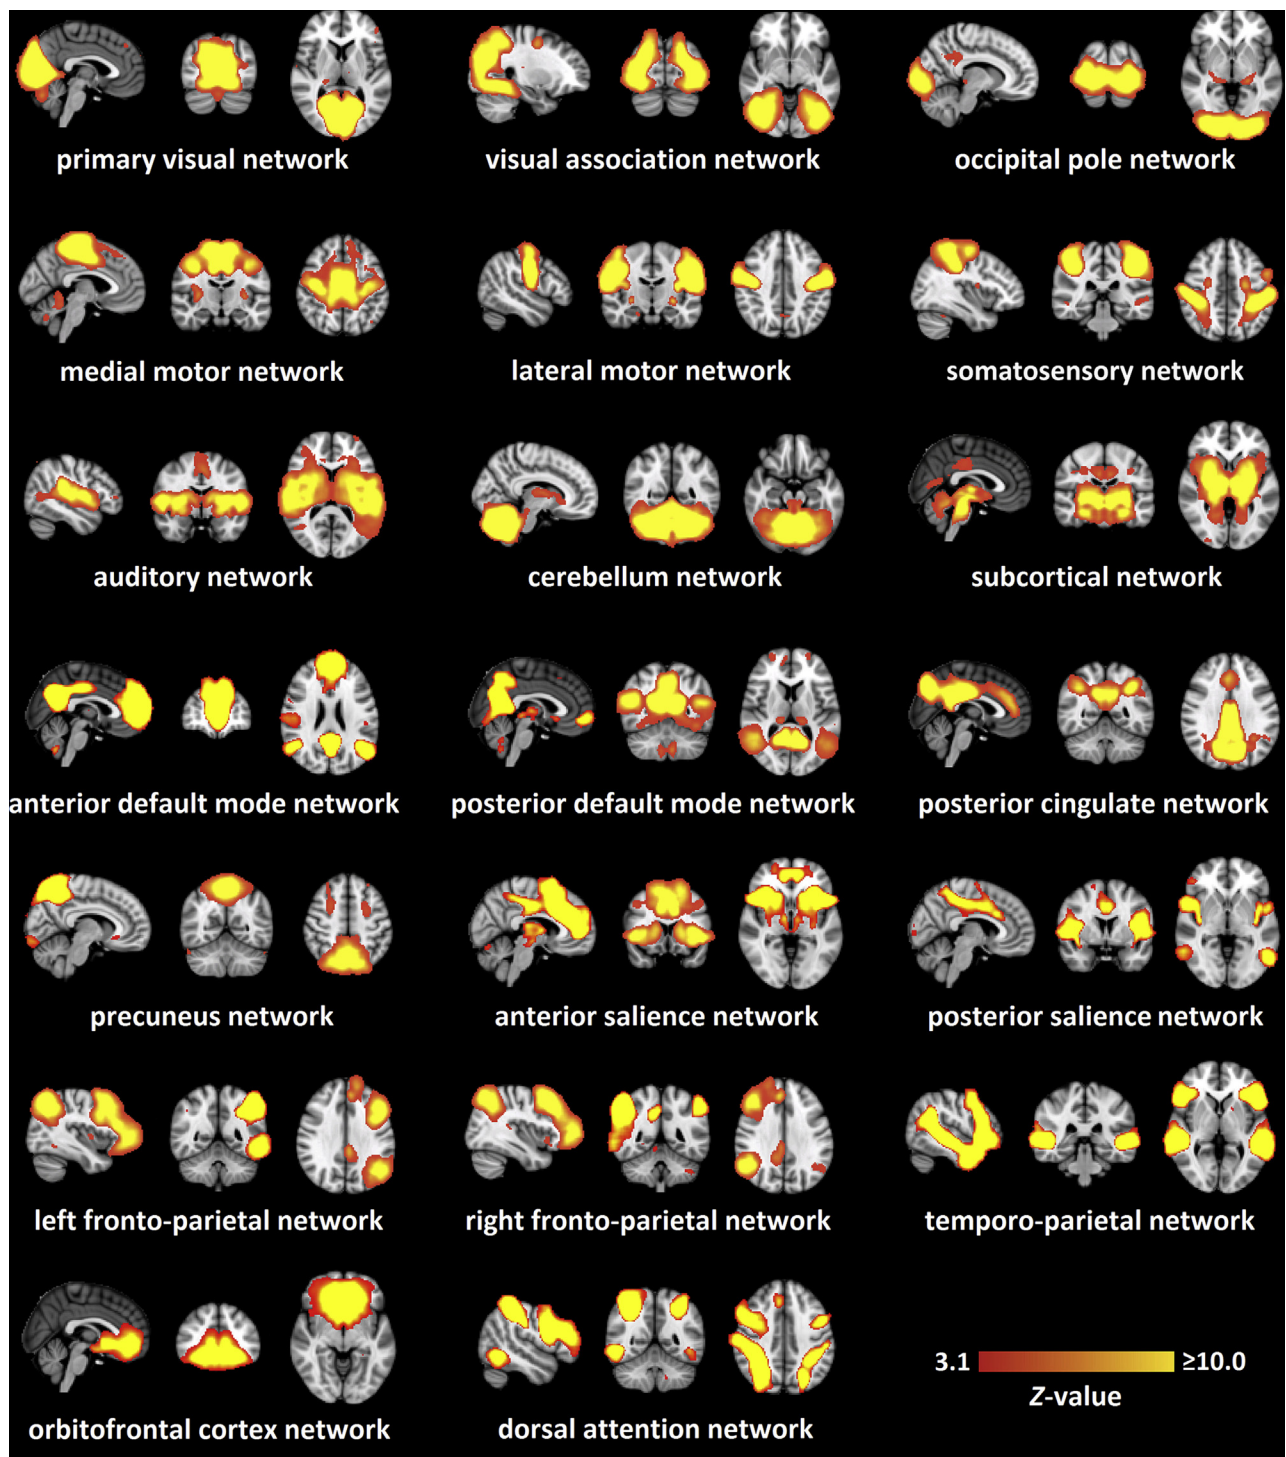 primary visual network
visual association network
occipital pole network
medial motor network
lateral motor network
somatosensory network
auditory network
cerebellum network
subcortical network
anterior default mode network
posterior default mode network
posterior cingulate network
precuneus network
anterior salience network
posterior salience network
left fronto-parietal network
right fronto-parietal network
temporo-parietal network
orbitofrontal cortex network
dorsal attention network
3.1 ≥10.0
Z-value